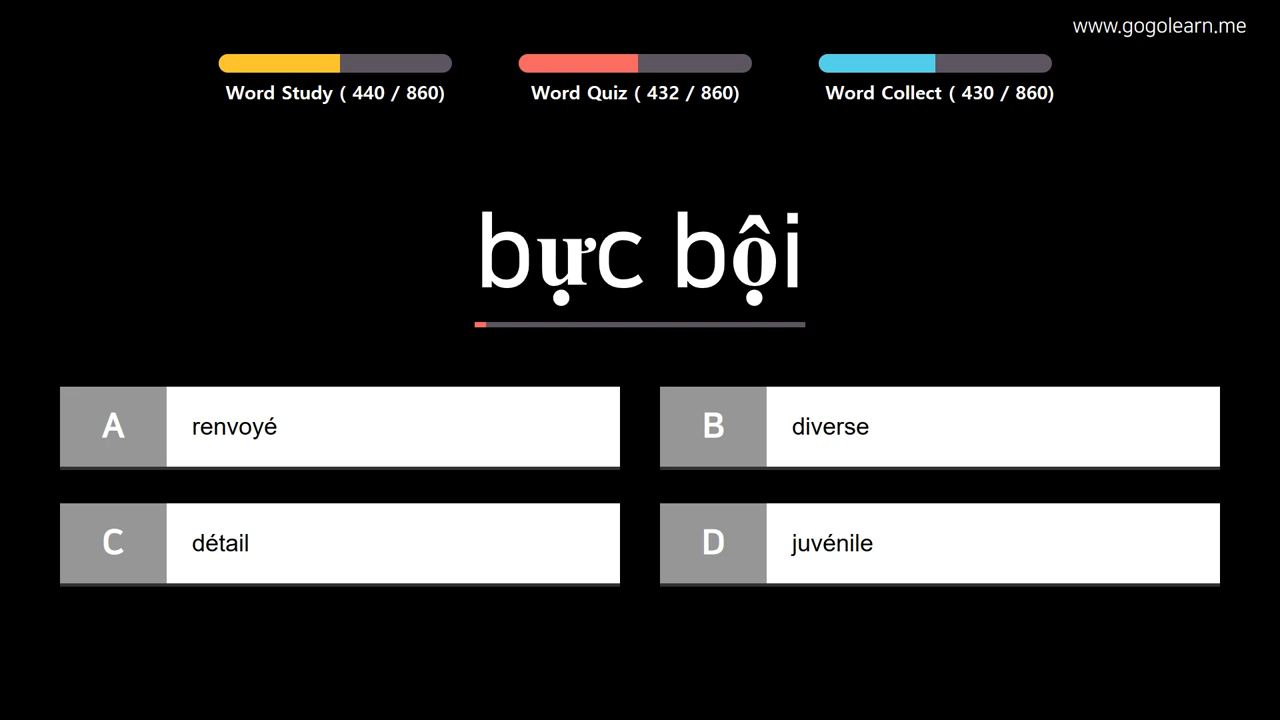 www.gogolearn.me
Word Study ( 440 / 860)
Word Quiz ( 432 / 860)
Word Collect ( 430 / 860)
bực bội
A renvoyé
B diverse
C détail
D juvénile